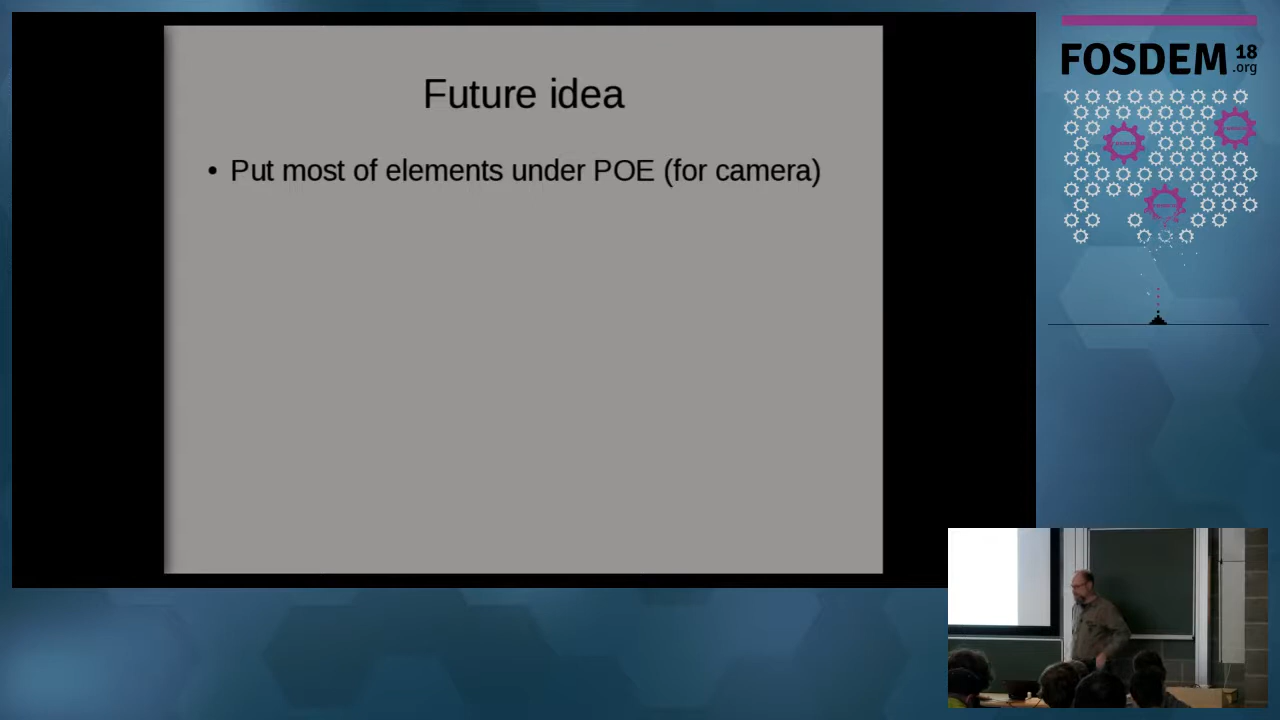 Future idea
• Put most of elements under POE (for camera)
FOSDEM 18
.org